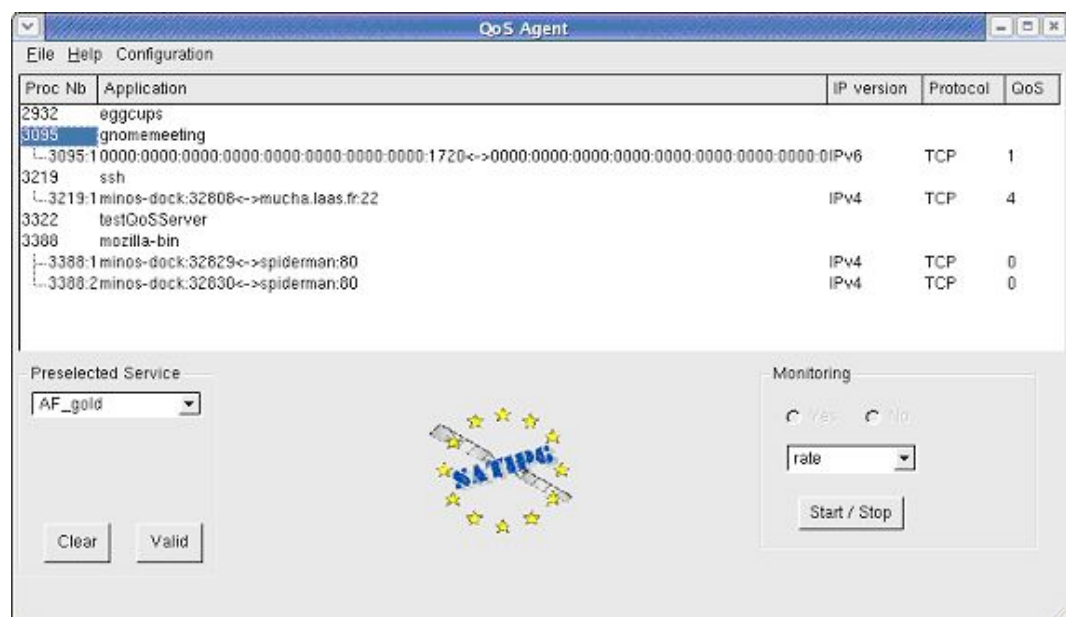 QoS Agent
File Help Configuration
Proc Nb Application IP version Protocol QoS
2932 eggcups
3095 gnomemeeting
3095:1 0000:0000:0000:0000:0000:0000:0000:0000:1720<->0000:0000:0000:0000:0000:0000:0000:0000:0 IPv6 TCP 1
3219 ssh
3219:1 minos-dock:32808<->mucha.laas.fr:22 IPv4 TCP 4
3322 testQoSServer
3388 mozilla-bin
3388:1 minos-dock:32829<->spiderman:80 IPv4 TCP 0
3388:2 minos-dock:32830<->spiderman:80 IPv4 TCP 0
Preselected Service
AF_gold
Clear Valid
SATIP6
Monitoring
Yes No
rate
Start / Stop